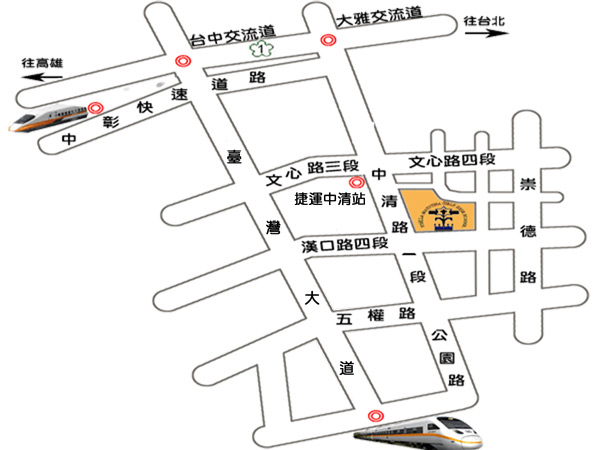 台中交流道
大雅交流道
往台北
往高雄
1
中彰快速道路
臺灣大道
文心路三段
文心路四段
捷運中清站
中清路一段
崇德路
漢口路四段
五權路
公園路